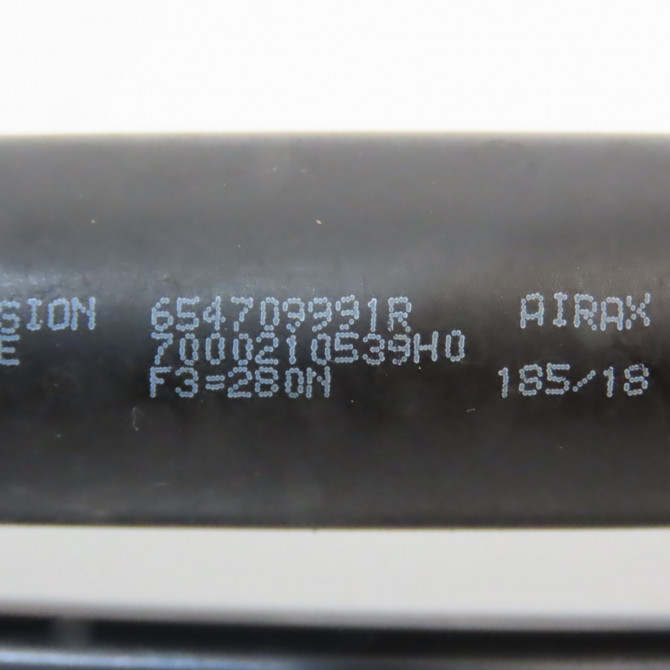 SION 654709991R AIRAX
E 7000210539H0
F3=280N 185/18